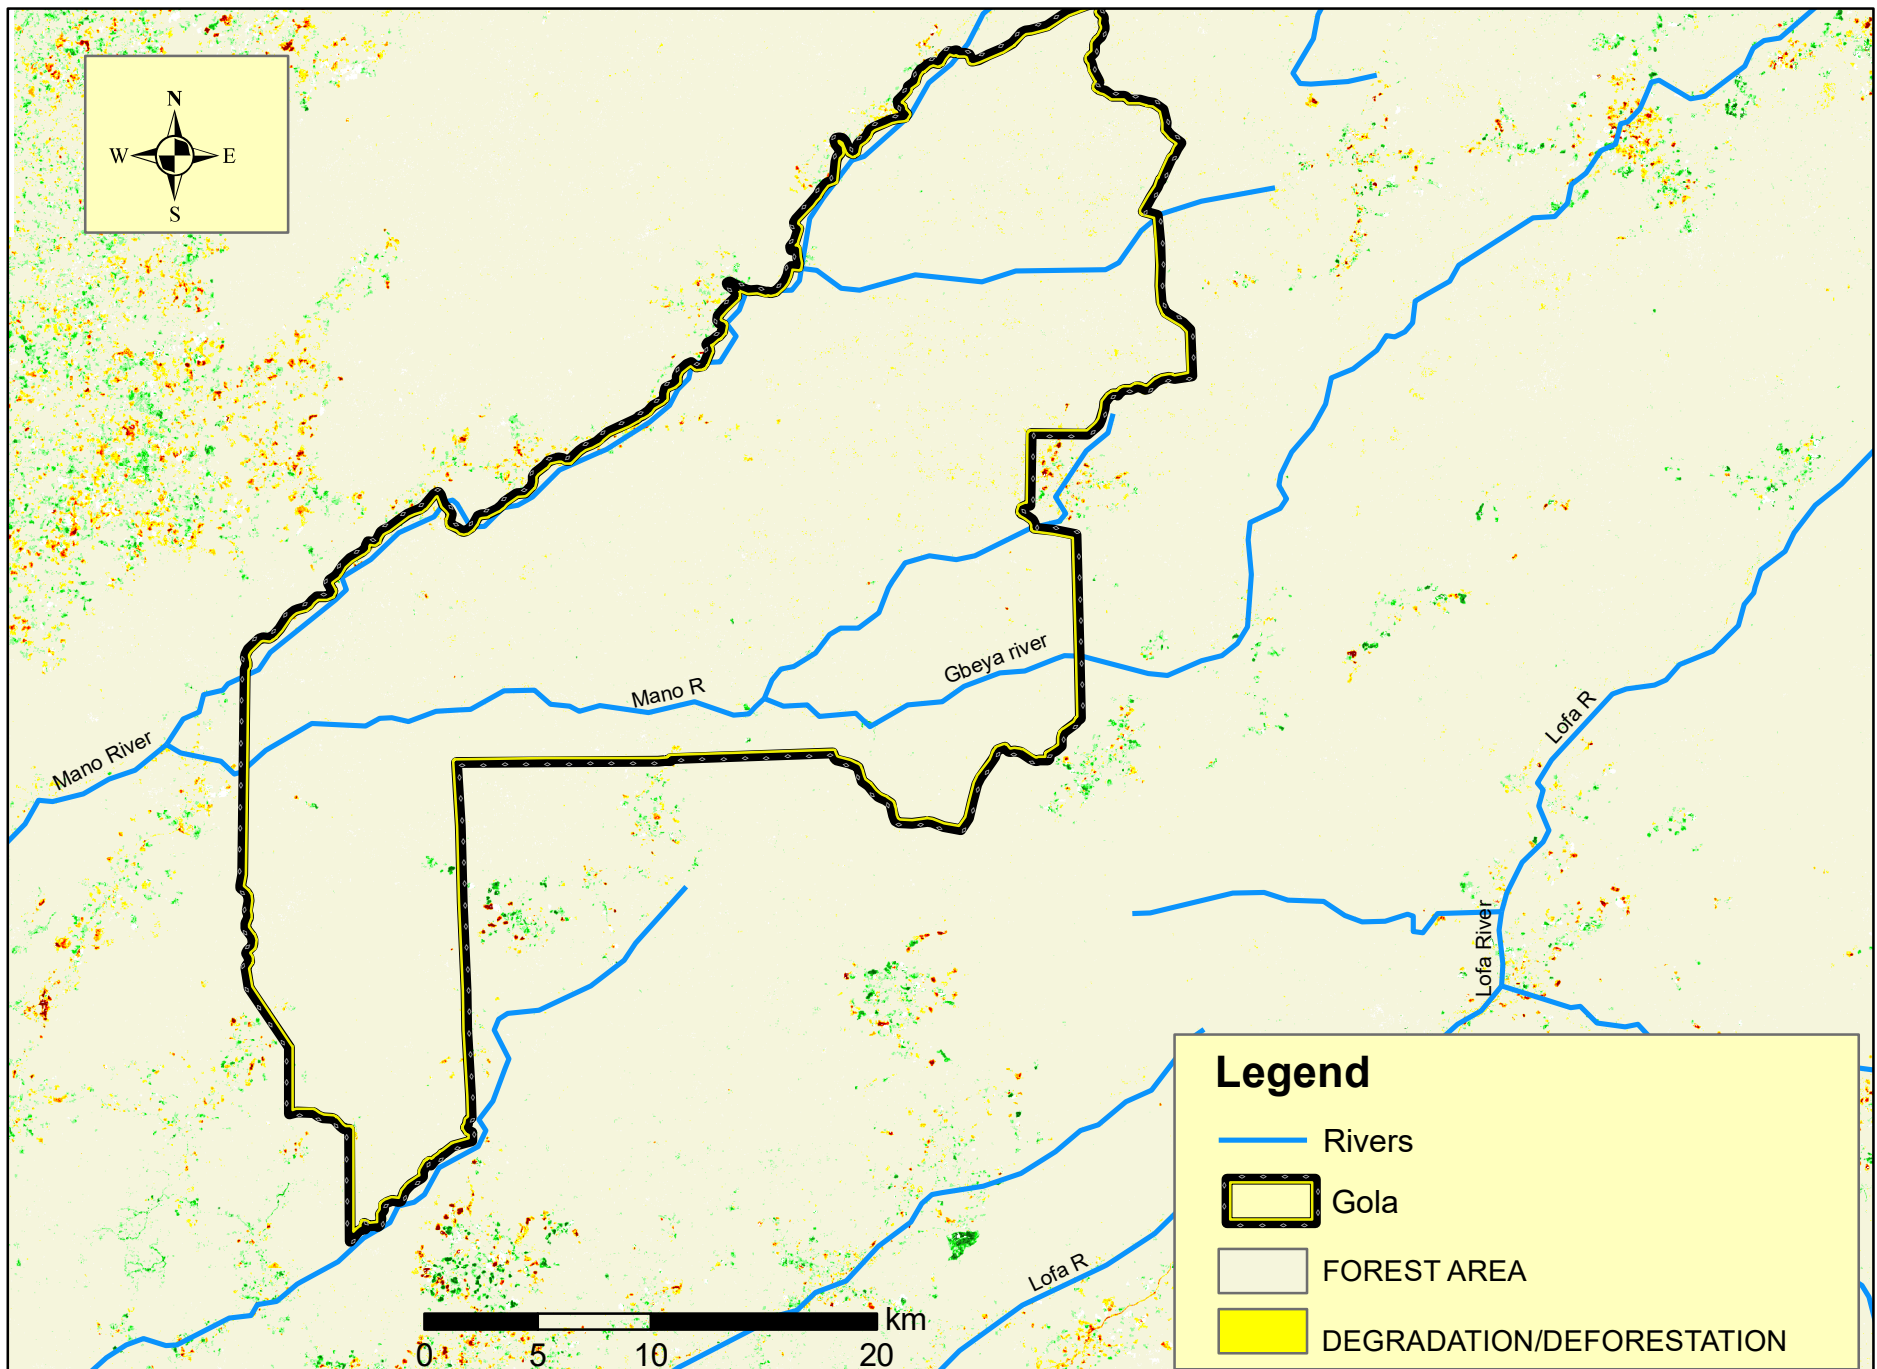 N
W E
S
Gbeya river
Mano R
Mano River
Lofa R
Lofa River
Lofa R
Legend
Rivers
Gola
FOREST AREA
DEGRADATION/DEFORESTATION
km
0 5 10 20